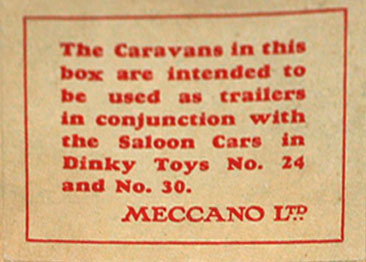 The Caravans in this
box are intended to
be used as trailers
in conjunction with
the Saloon Cars in
Dinky Toys No. 24
and No. 30.
MECCANO LTD